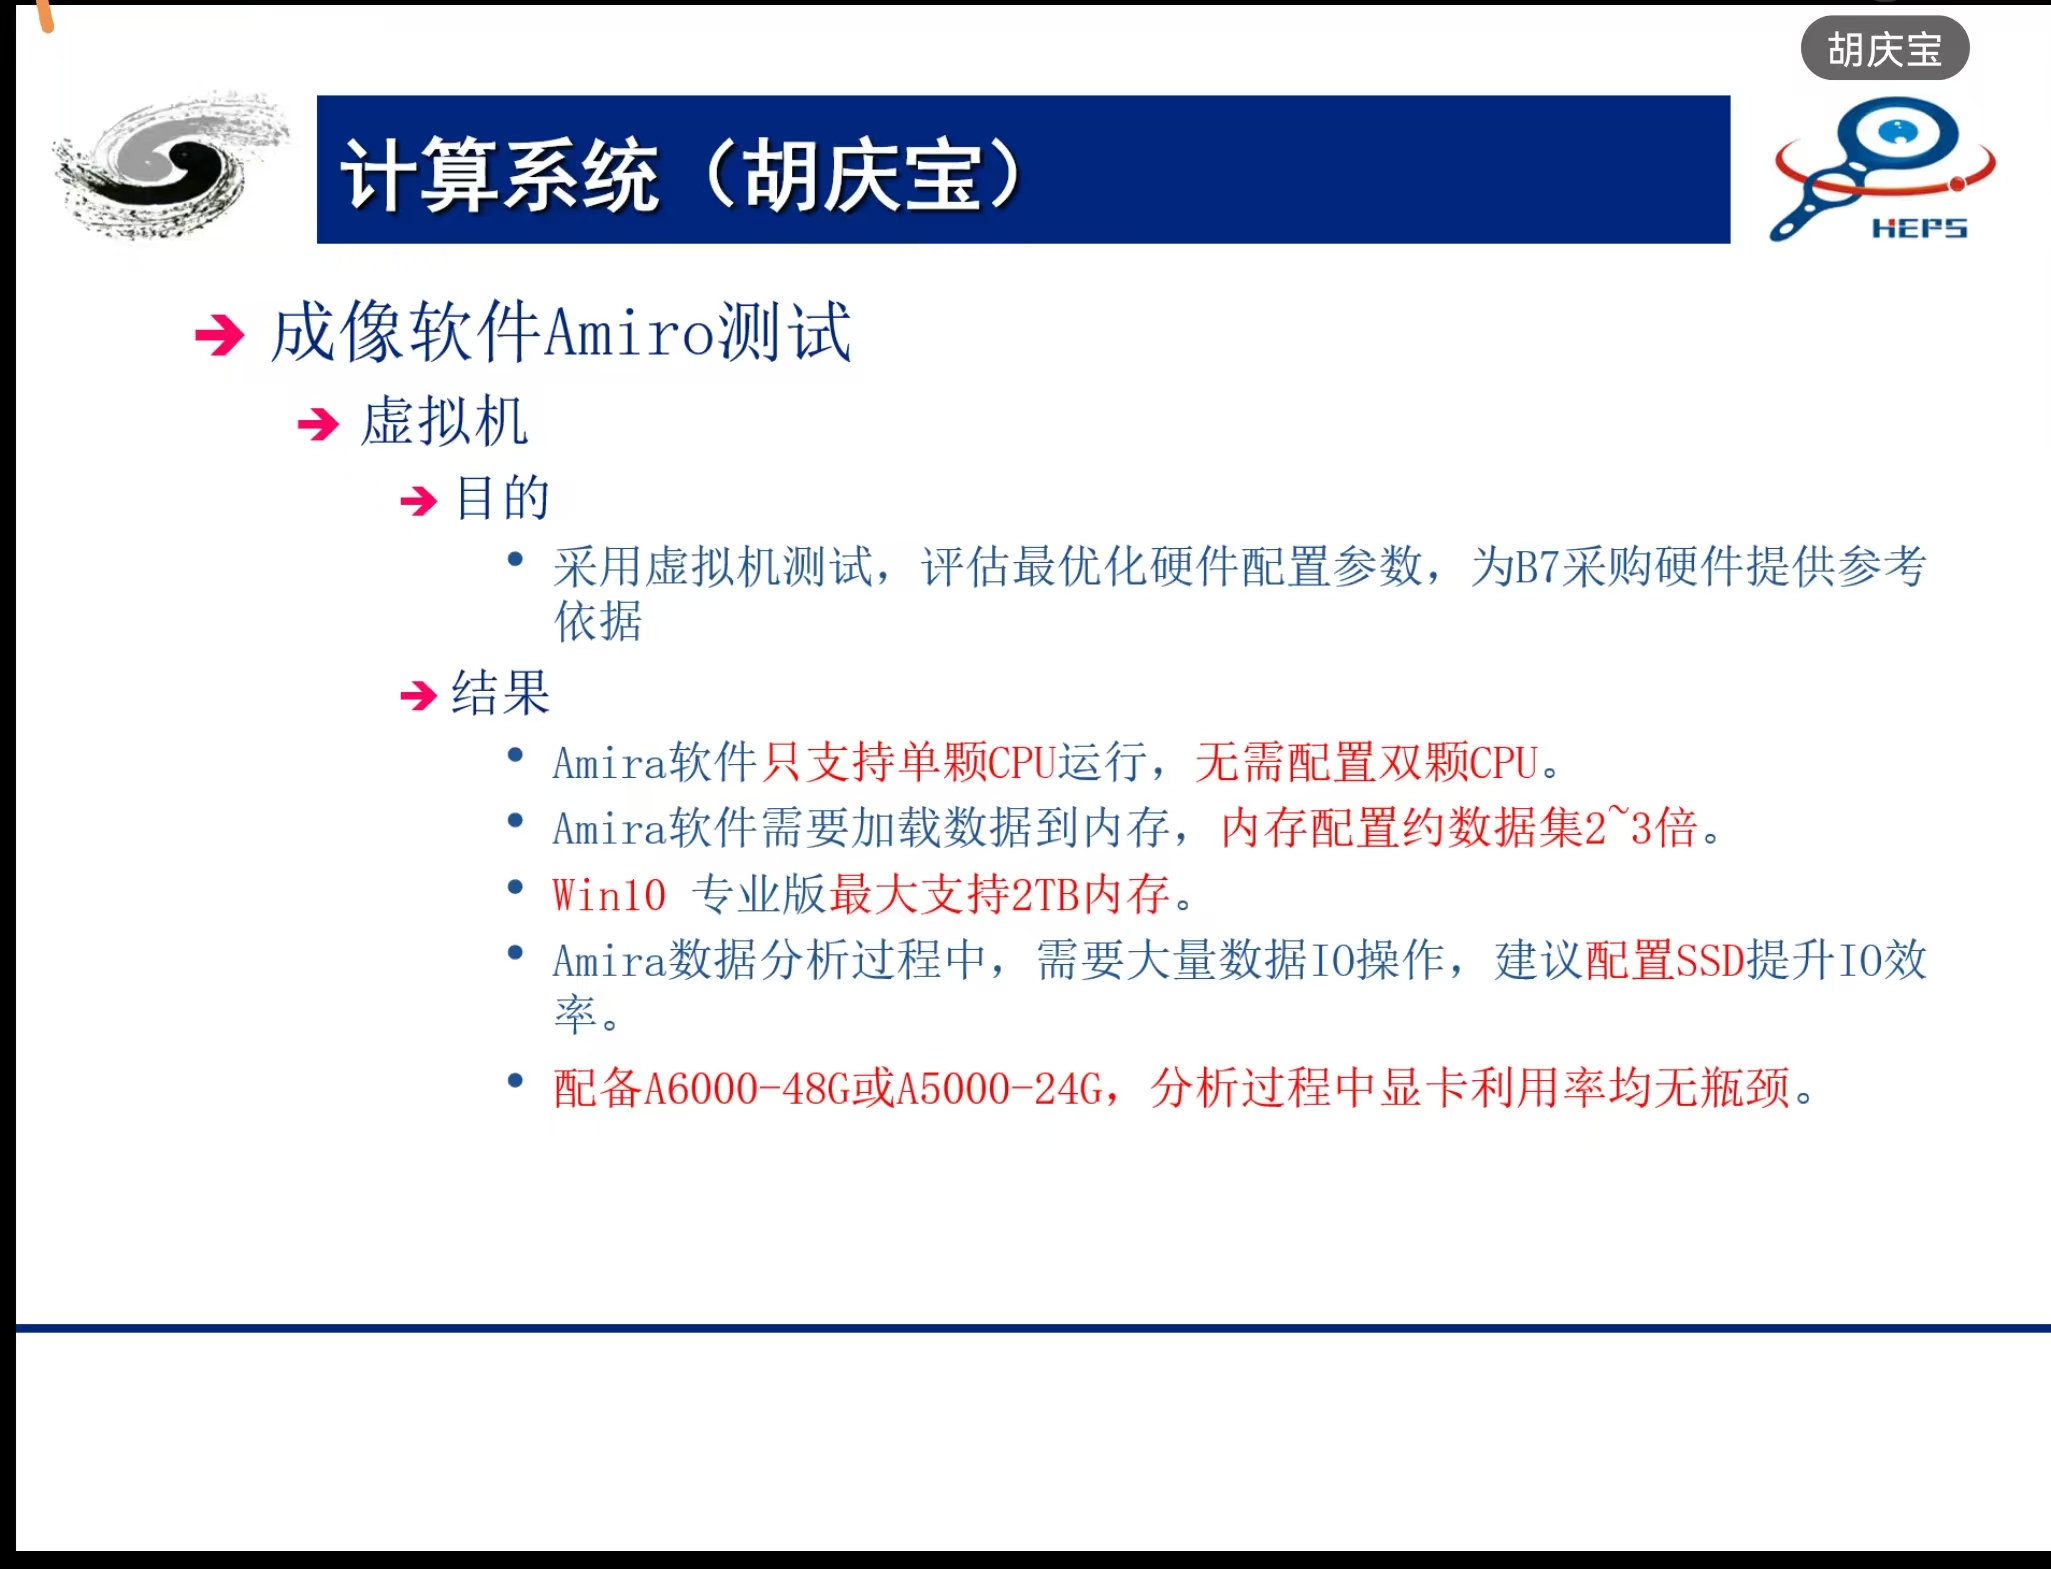 胡庆宝
计算系统（胡庆宝）
HEPS
成像软件Amiro测试
虚拟机
目的
采用虚拟机测试，评估最优化硬件配置参数，为B7采购硬件提供参考
依据
结果
Amira软件只支持单颗CPU运行，无需配置双颗CPU。
Amira软件需要加载数据到内存，内存配置约数据集2~3倍。
Win10 专业版最大支持2TB内存。
Amira数据分析过程中，需要大量数据IO操作，建议配置SSD提升IO效
率。
配备A6000-48G或A5000-24G，分析过程中显卡利用率均无瓶颈。